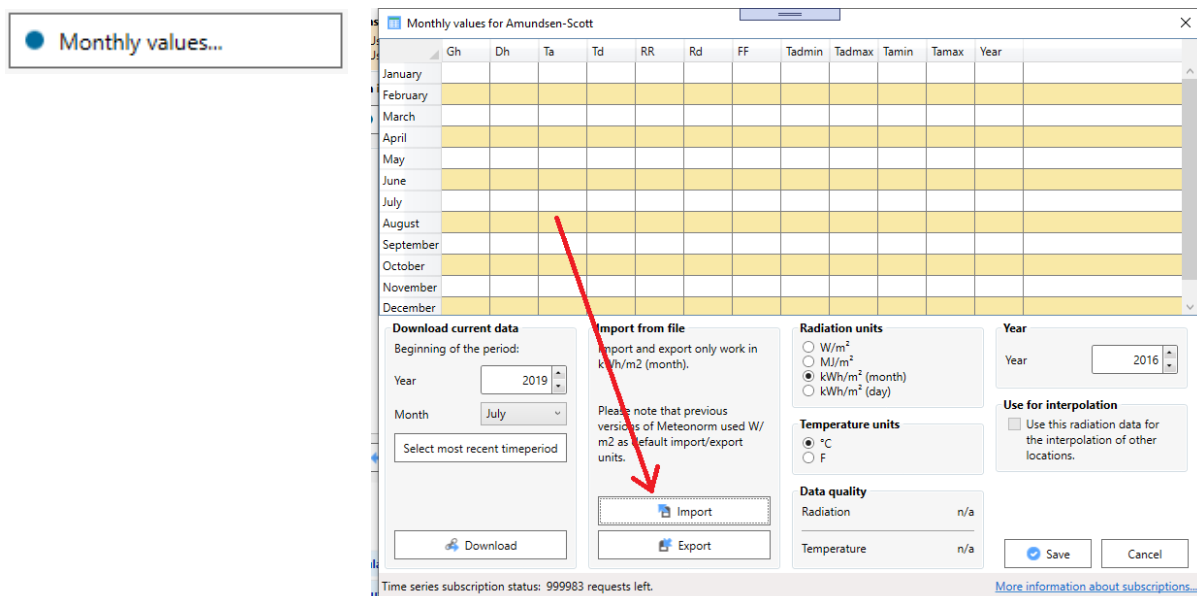 Monthly values...
Monthly values for Amundsen-Scott
Gh Dh Ta Td RR Rd FF Tadmin Tadmax Tamin Tamax Year
January
February
March
April
May
June
July
August
September
October
November
December
Download current data
Beginning of the period:
Year 2019
Month July
Select most recent timeperiod
Download
Import from file
Import and export only work in
kWh/m2 (month).
Please note that previous
versions of Meteonorm used W/
m2 as default import/export
units.
Import
Export
Radiation units
W/m²
MJ/m²
kWh/m² (month)
kWh/m² (day)
Temperature units
°C
F
Data quality
Radiation n/a
Temperature n/a
Year
Year 2016
Use for interpolation
Use this radiation data for
the interpolation of other
locations.
Save Cancel
Time series subscription status: 999983 requests left.
More information about subscriptions...